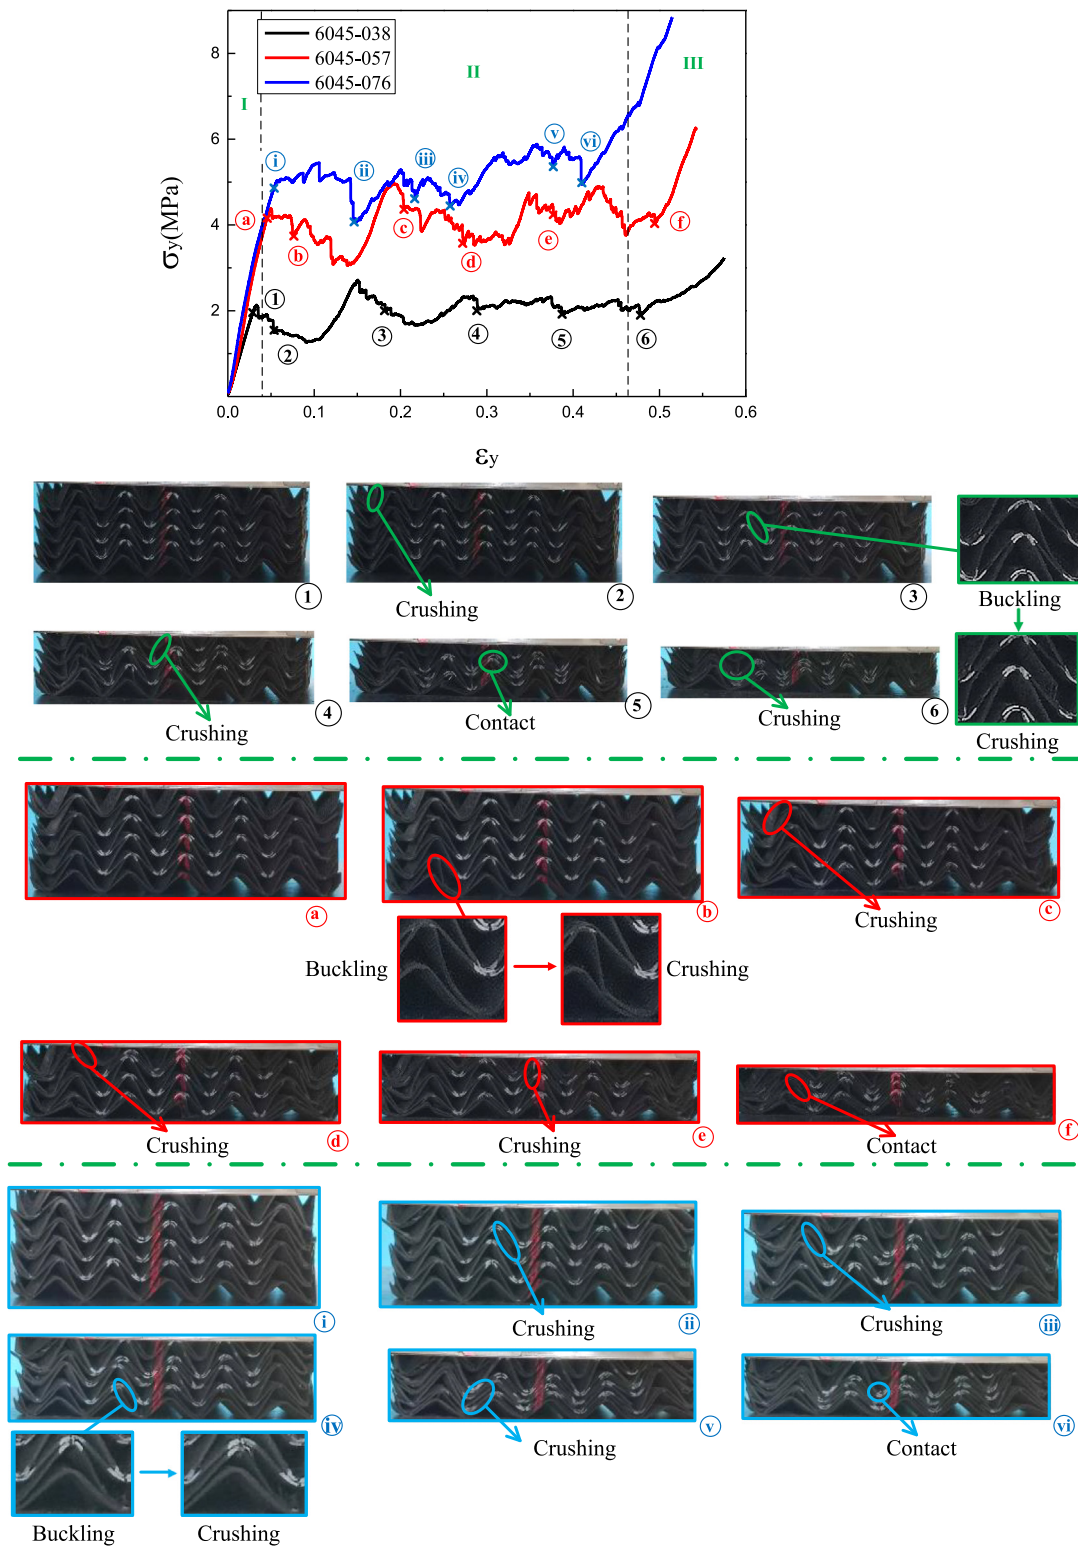 6045-038
6045-057
6045-076
I
II
III
8
6
4
2
σy(MPa)
i
ii
iii
iv
v
vi
a
b
c
d
e
f
1
2
3
4
5
6
0.0
0.1
0.2
0.3
0.4
0.5
0.6
εy
1
Crushing
2
3
Buckling
Crushing
4
Contact
5
Crushing
6
Crushing
a
b
Crushing
c
Buckling
Crushing
Crushing
d
Crushing
e
Contact
f
i
Crushing
ii
Crushing
iii
iv
Crushing
v
Contact
vi
Buckling
Crushing